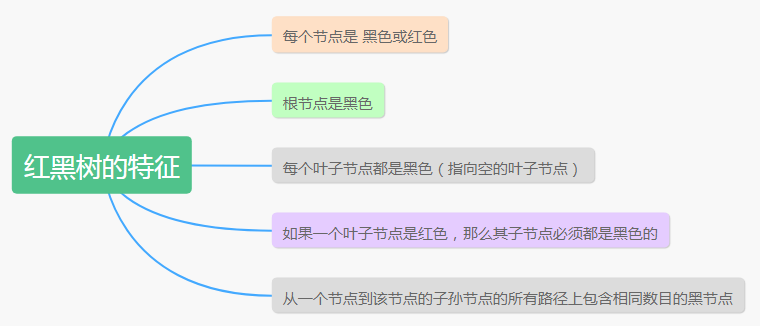 每个节点是 黑色或红色
根节点是黑色
红黑树的特征
每个叶子节点都是黑色（指向空的叶子节点）
如果一个叶子节点是红色，那么其子节点必须都是黑色的
从一个节点到该节点的子孙节点的所有路径上包含相同数目的黑节点